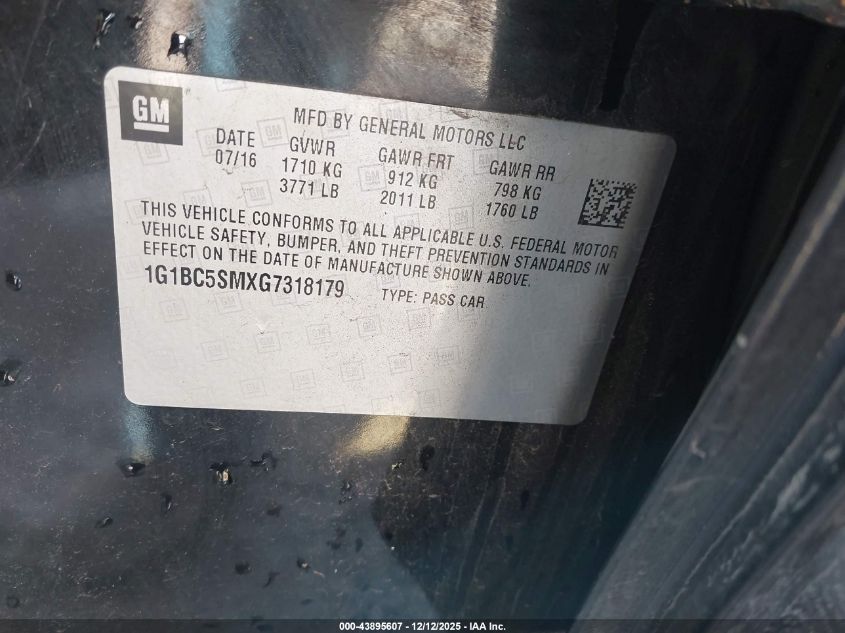 GM
MFD BY GENERAL MOTORS LLC
DATE GVWR GAWR FRT GAWR RR
07/16 1710 KG 912 KG 798 KG
3771 LB 2011 LB 1760 LB
THIS VEHICLE CONFORMS TO ALL APPLICABLE U.S. FEDERAL MOTOR
VEHICLE SAFETY, BUMPER, AND THEFT PREVENTION STANDARDS IN
EFFECT ON THE DATE OF MANUFACTURE SHOWN ABOVE.
1G1BC5SMXG7318179 TYPE: PASS CAR
000-43895607 - 12/12/2025 - IAA Inc.